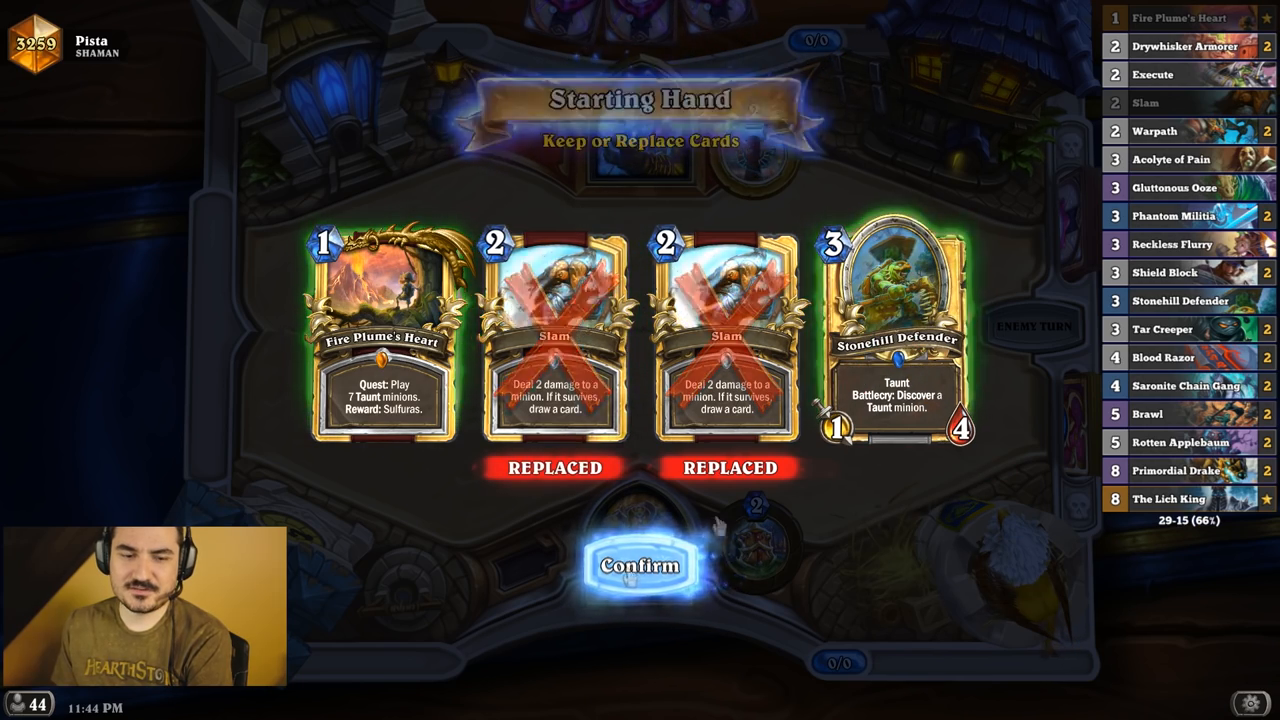 3259
Pista
SHAMAN
0/0
Starting Hand
Keep or Replace Cards
1
Fire Plume's Heart
Quest: Play
7 Taunt minions.
Reward: Sulfuras.
2
Slam
Deal 2 damage to a
minion. If it survives,
draw a card.
REPLACED
2
Slam
Deal 2 damage to a
minion. If it survives,
draw a card.
REPLACED
3
Stonehill Defender
Taunt
Battlecry: Discover a
Taunt minion.
1
4
ENEMY TURN
2
Confirm
0/0
HEARTHSTO
44
11:44 PM
1 Fire Plume's Heart
2 Drywhisker Armorer 2
2 Execute
2 Slam
2 Warpath 2
3 Acolyte of Pain
3 Gluttonous Ooze
3 Phantom Militia 2
3 Reckless Flurry 2
3 Shield Block 2
3 Stonehill Defender
3 Tar Creeper 2
4 Blood Razor 2
4 Saronite Chain Gang 2
5 Brawl 2
5 Rotten Applebaum 2
8 Primordial Drake 2
8 The Lich King
29-15 (66%)